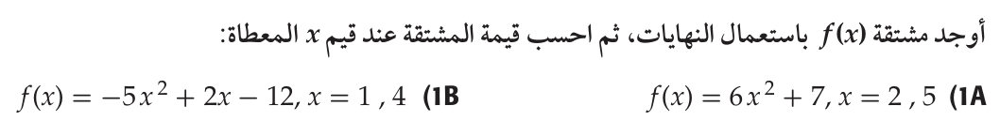 أوجد مشتقة f(x) باستعمال النهايات، ثم احسب قيمة المشتقة عند قيم x المعطاة:
(1A f(x) = 6x² + 7, x = 2 , 5
(1B f(x) = −5x² + 2x − 12, x = 1 , 4